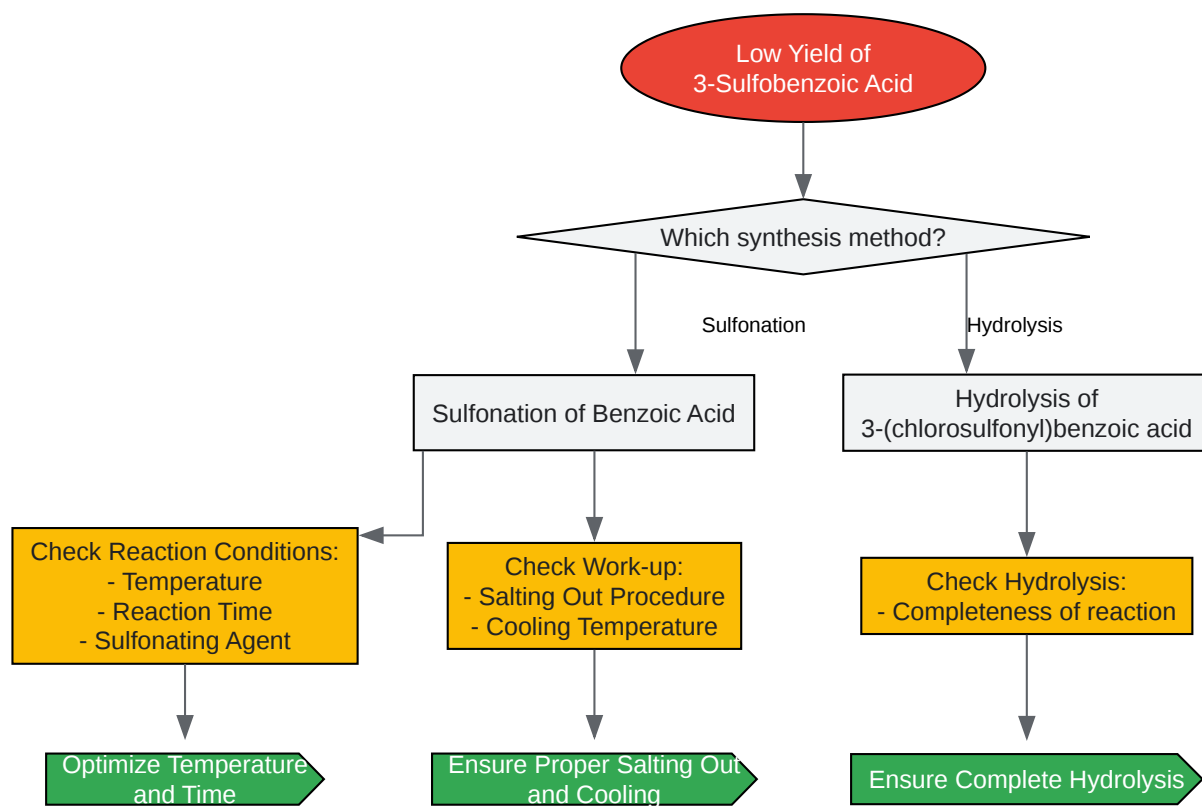 Low Yield of
3-Sulfobenzoic Acid
Which synthesis method?
Sulfonation
Hydrolysis
Sulfonation of Benzoic Acid
Hydrolysis of
3-(chlorosulfonyl)benzoic acid
Check Reaction Conditions:
- Temperature
- Reaction Time
- Sulfonating Agent
Check Work-up:
- Salting Out Procedure
- Cooling Temperature
Check Hydrolysis:
- Completeness of reaction
Optimize Temperature
and Time
Ensure Proper Salting Out
and Cooling
Ensure Complete Hydrolysis